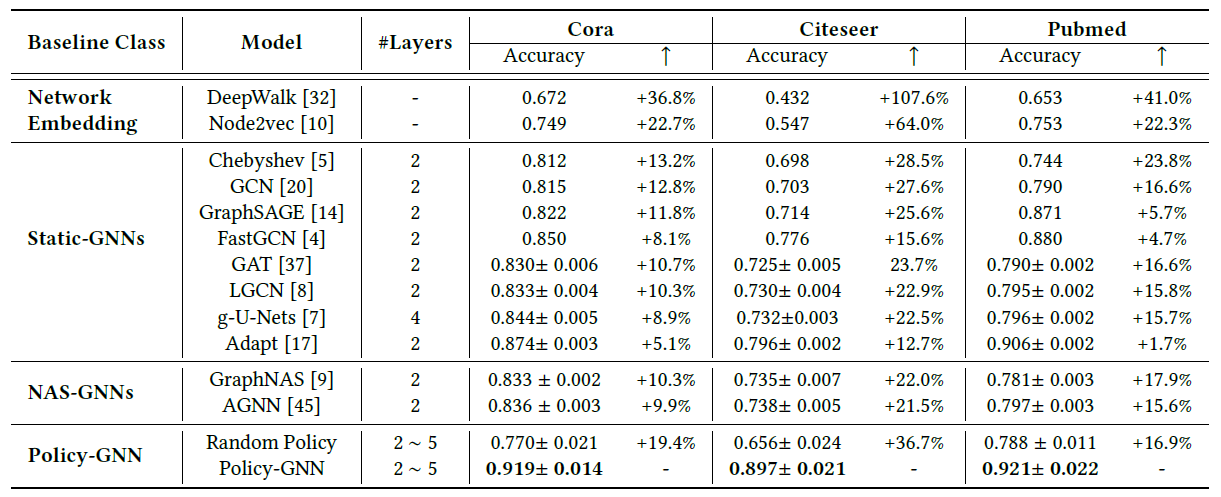 Baseline Class Model #Layers Cora Citeseer Pubmed
Accuracy ↑ Accuracy ↑ Accuracy ↑
Network Embedding DeepWalk [32] - 0.672 +36.8% 0.432 +107.6% 0.653 +41.0%
Node2vec [10] - 0.749 +22.7% 0.547 +64.0% 0.753 +22.3%
Static-GNNs Chebyshev [5] 2 0.812 +13.2% 0.698 +28.5% 0.744 +23.8%
GCN [20] 2 0.815 +12.8% 0.703 +27.6% 0.790 +16.6%
GraphSAGE [14] 2 0.822 +11.8% 0.714 +25.6% 0.871 +5.7%
FastGCN [4] 2 0.850 +8.1% 0.776 +15.6% 0.880 +4.7%
GAT [37] 2 0.830± 0.006 +10.7% 0.725± 0.005 23.7% 0.790± 0.002 +16.6%
LGCN [8] 2 0.833± 0.004 +10.3% 0.730± 0.004 +22.9% 0.795± 0.002 +15.8%
g-U-Nets [7] 4 0.844± 0.005 +8.9% 0.732±0.003 +22.5% 0.796± 0.002 +15.7%
Adapt [17] 2 0.874± 0.003 +5.1% 0.796± 0.002 +12.7% 0.906± 0.002 +1.7%
NAS-GNNs GraphNAS [9] 2 0.833 ± 0.002 +10.3% 0.735± 0.007 +22.0% 0.781± 0.003 +17.9%
AGNN [45] 2 0.836 ± 0.003 +9.9% 0.738± 0.005 +21.5% 0.797± 0.003 +15.6%
Policy-GNN Random Policy 2 ~ 5 0.770± 0.021 +19.4% 0.656± 0.024 +36.7% 0.788 ± 0.011 +16.9%
Policy-GNN 2 ~ 5 0.919± 0.014 - 0.897± 0.021 - 0.921± 0.022 -